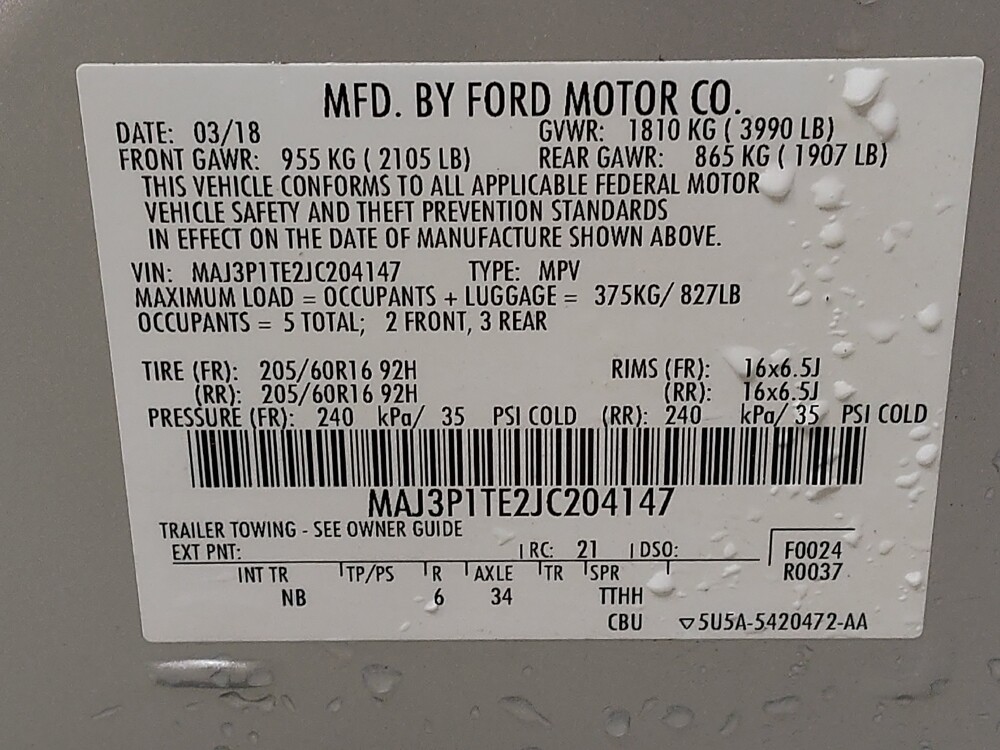 MFD. BY FORD MOTOR CO.
DATE: 03/18 GVWR: 1810 KG ( 3990 LB)
FRONT GAWR: 955 KG ( 2105 LB) REAR GAWR: 865 KG ( 1907 LB)
THIS VEHICLE CONFORMS TO ALL APPLICABLE FEDERAL MOTOR
VEHICLE SAFETY AND THEFT PREVENTION STANDARDS
IN EFFECT ON THE DATE OF MANUFACTURE SHOWN ABOVE.
VIN: MAJ3P1TE2JC204147 TYPE: MPV
MAXIMUM LOAD = OCCUPANTS + LUGGAGE = 375KG/ 827LB
OCCUPANTS = 5 TOTAL; 2 FRONT, 3 REAR
TIRE (FR): 205/60R16 92H RIMS (FR): 16x6.5J
(RR): 205/60R16 92H (RR): 16x6.5J
PRESSURE (FR): 240 kPa/ 35 PSI COLD (RR): 240 kPa/ 35 PSI COLD
MAJ3P1TE2JC204147
TRAILER TOWING - SEE OWNER GUIDE
EXT PNT: RC: 21 DSO: F0024
INT TR TP/PS R AXLE TR SPR R0037
NB 6 34 TTHH
CBU ▽5U5A-5420472-AA